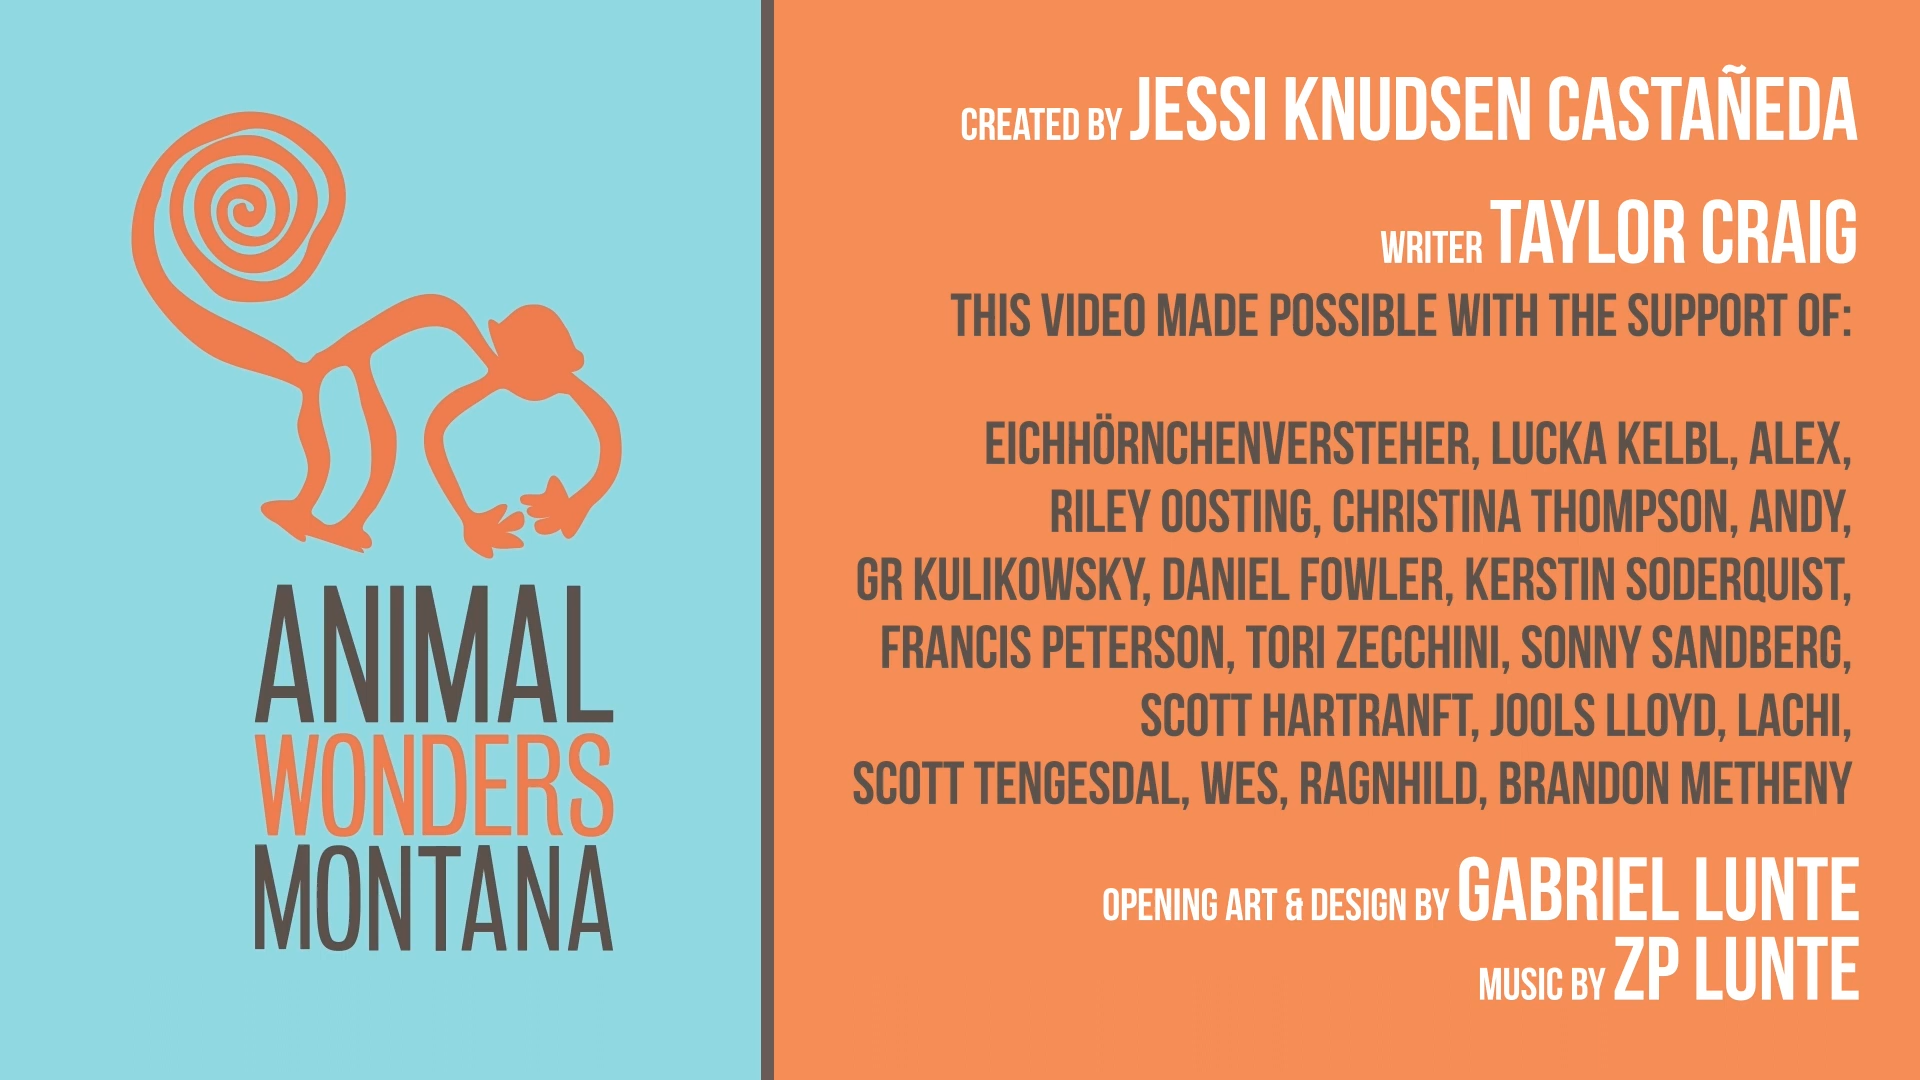 ANIMAL
WONDERS
MONTANA
CREATED BY JESSI KNUDSEN CASTAÑEDA
WRITER TAYLOR CRAIG
THIS VIDEO MADE POSSIBLE WITH THE SUPPORT OF:
EICHHÖRNCHENVERSTEHER, LUCKA KELBL, ALEX,
RILEY OOSTING, CHRISTINA THOMPSON, ANDY,
GR KULIKOWSKY, DANIEL FOWLER, KERSTIN SODERQUIST,
FRANCIS PETERSON, TORI ZECCHINI, SONNY SANDBERG,
SCOTT HARTRANFT, JOOLS LLOYD, LACHI,
SCOTT TENGESDAL, WES, RAGNHILD, BRANDON METHENY
OPENING ART & DESIGN BY GABRIEL LUNTE
MUSIC BY ZP LUNTE